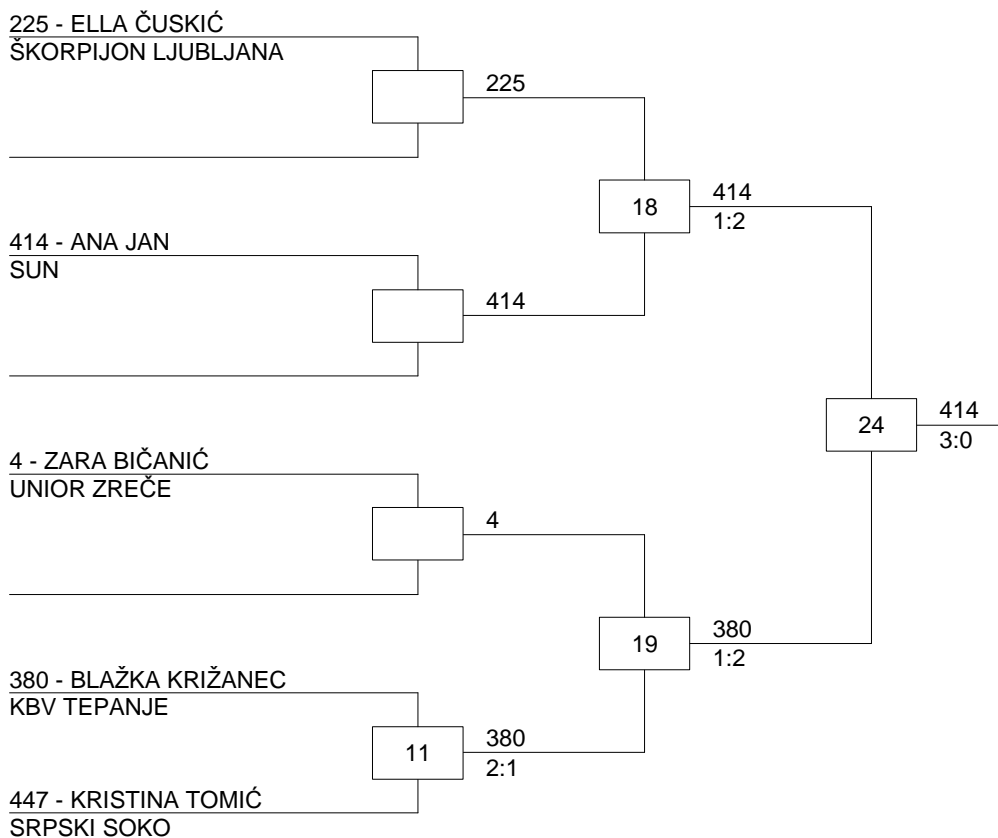 225 - ELLA ČUSKIĆ
ŠKORPIJON LJUBLJANA
225
18
414
1:2
414 - ANA JAN
SUN
414
24
414
3:0
4 - ZARA BIČANIĆ
UNIOR ZREČE
4
19
380
1:2
380 - BLAŽKA KRIŽANEC
KBV TEPANJE
11
380
2:1
447 - KRISTINA TOMIĆ
SRPSKI SOKO